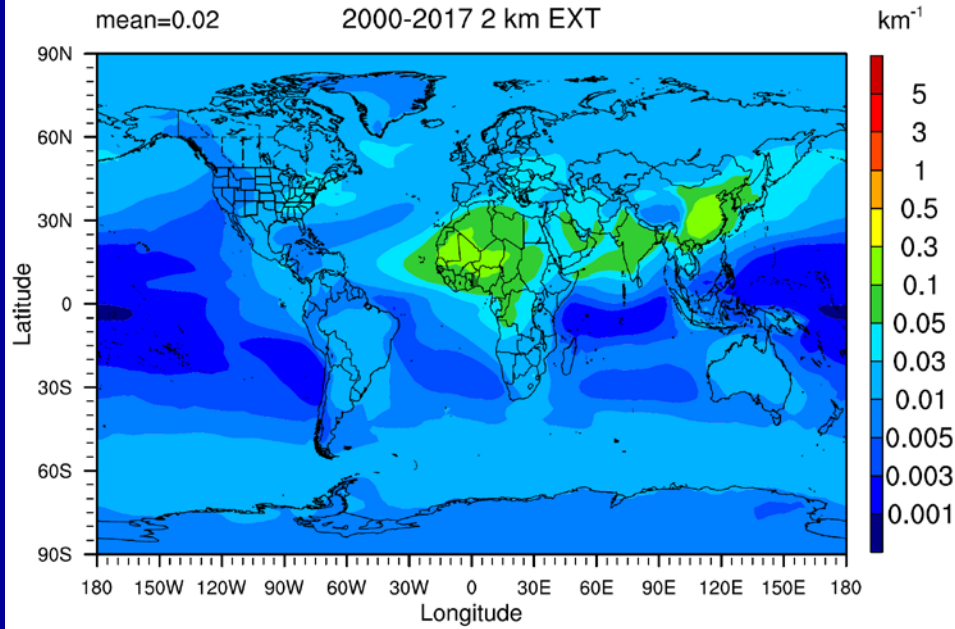 mean=0.02 2000-2017 2 km EXT km⁻¹
90N
60N
30N
0
30S
60S
90S
Latitude
180 150W 120W 90W 60W 30W 0 30E 60E 90E 120E 150E 180
Longitude
5
3
1
0.5
0.3
0.1
0.05
0.03
0.01
0.005
0.003
0.001